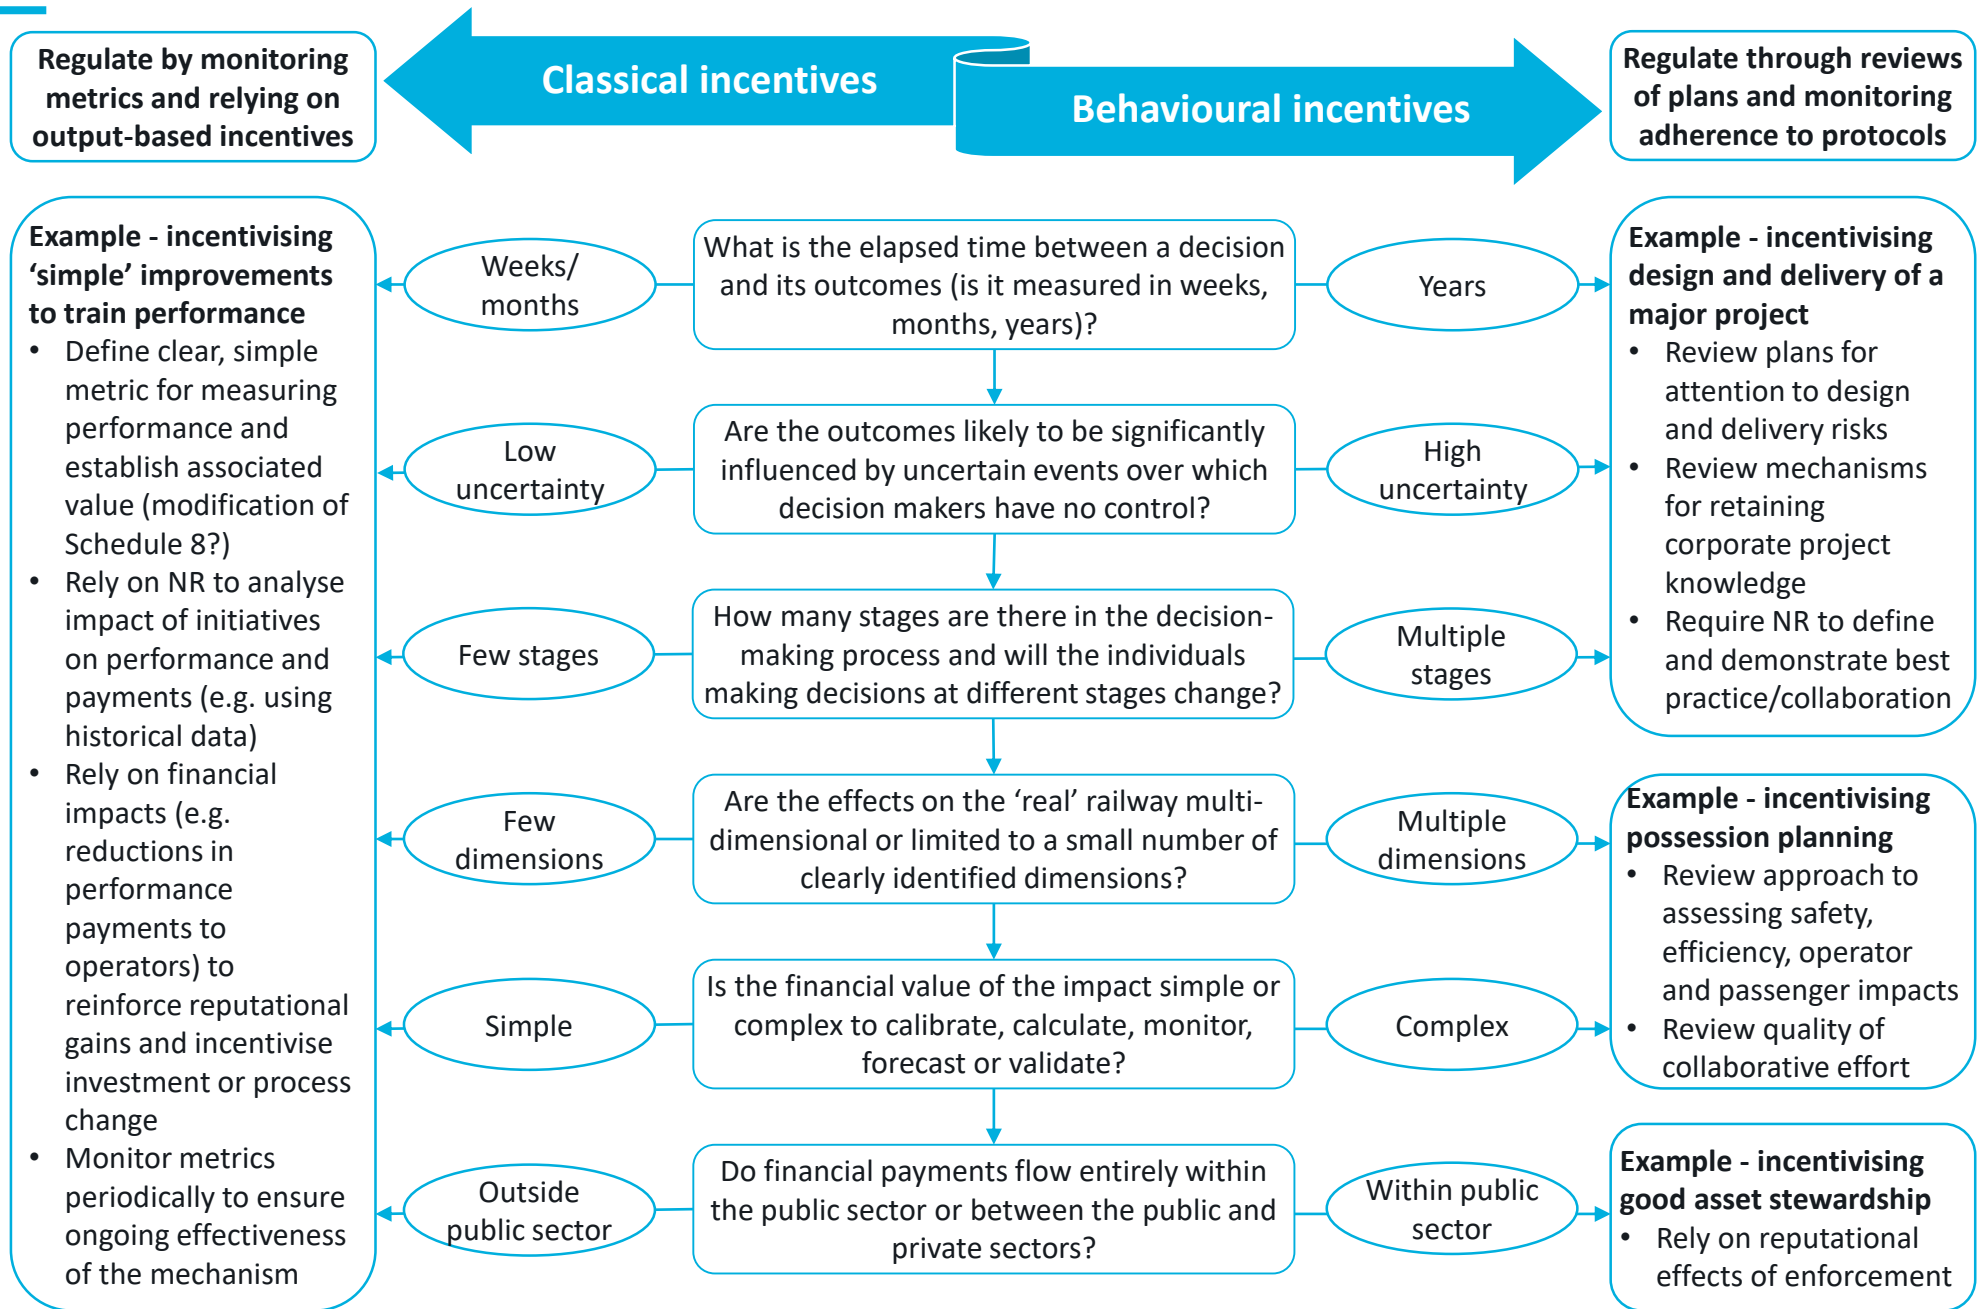 Regulate by monitoring
metrics and relying on
output-based incentives
Classical incentives
Behavioural incentives
Regulate through reviews
of plans and monitoring
adherence to protocols
Example - incentivising
‘simple’ improvements
to train performance
• Define clear, simple
metric for measuring
performance and
establish associated
value (modification of
Schedule 8?)
• Rely on NR to analyse
impact of initiatives
on performance and
payments (e.g. using
historical data)
• Rely on financial
impacts (e.g.
reductions in
performance
payments to
operators) to
reinforce reputational
gains and incentivise
investment or process
change
• Monitor metrics
periodically to ensure
ongoing effectiveness
of the mechanism
Weeks/
months
What is the elapsed time between a decision
and its outcomes (is it measured in weeks,
months, years)?
Years
Low
uncertainty
Are the outcomes likely to be significantly
influenced by uncertain events over which
decision makers have no control?
High
uncertainty
Few stages
How many stages are there in the decision-
making process and will the individuals
making decisions at different stages change?
Multiple
stages
Few
dimensions
Are the effects on the ‘real’ railway multi-
dimensional or limited to a small number of
clearly identified dimensions?
Multiple
dimensions
Simple
Is the financial value of the impact simple or
complex to calibrate, calculate, monitor,
forecast or validate?
Complex
Outside
public sector
Do financial payments flow entirely within
the public sector or between the public and
private sectors?
Within public
sector
Example - incentivising
design and delivery of a
major project
• Review plans for
attention to design
and delivery risks
• Review mechanisms
for retaining
corporate project
knowledge
• Require NR to define
and demonstrate best
practice/collaboration
Example - incentivising
possession planning
• Review approach to
assessing safety,
efficiency, operator
and passenger impacts
• Review quality of
collaborative effort
Example - incentivising
good asset stewardship
• Rely on reputational
effects of enforcement